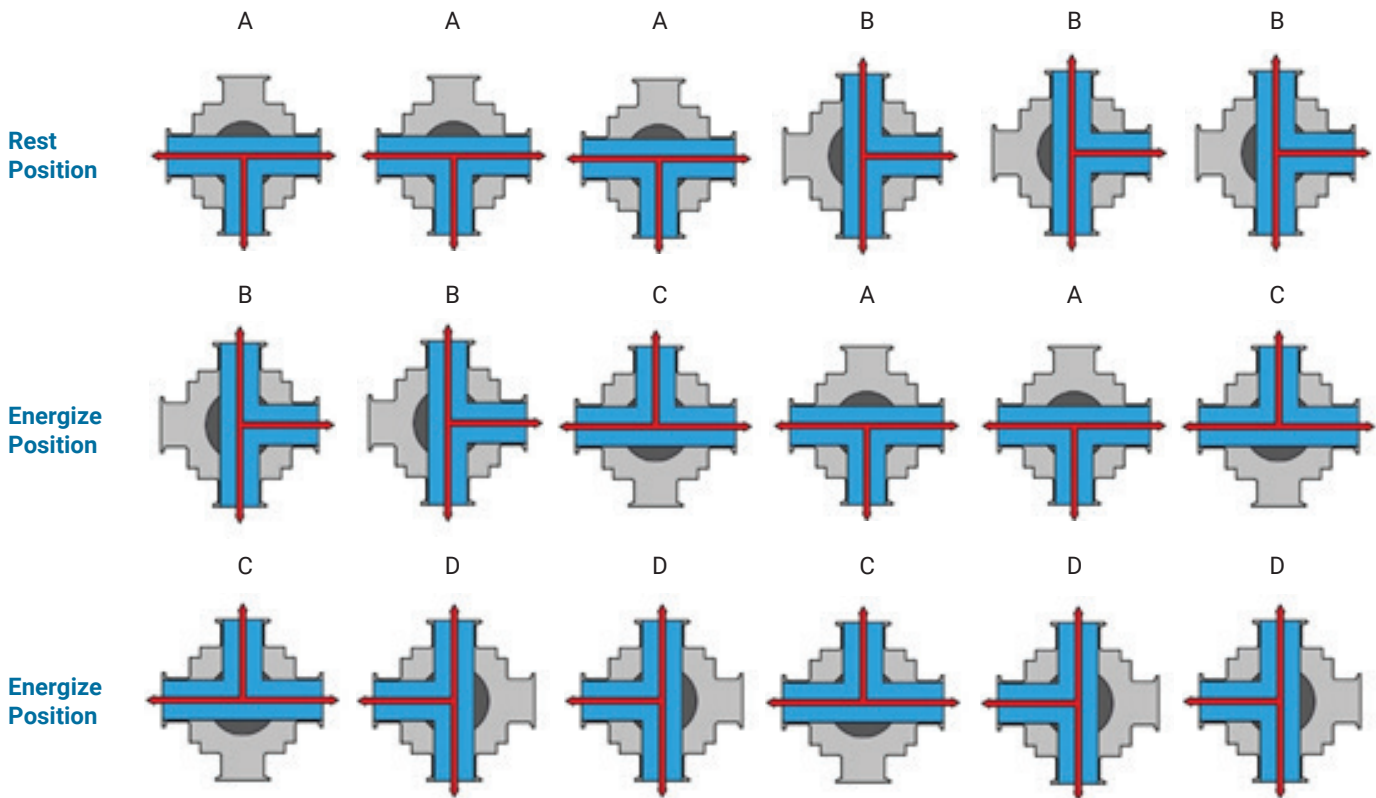 A A A B B B
Rest
Position
B B C A A C
Energize
Position
C D D C D D
Energize
Position